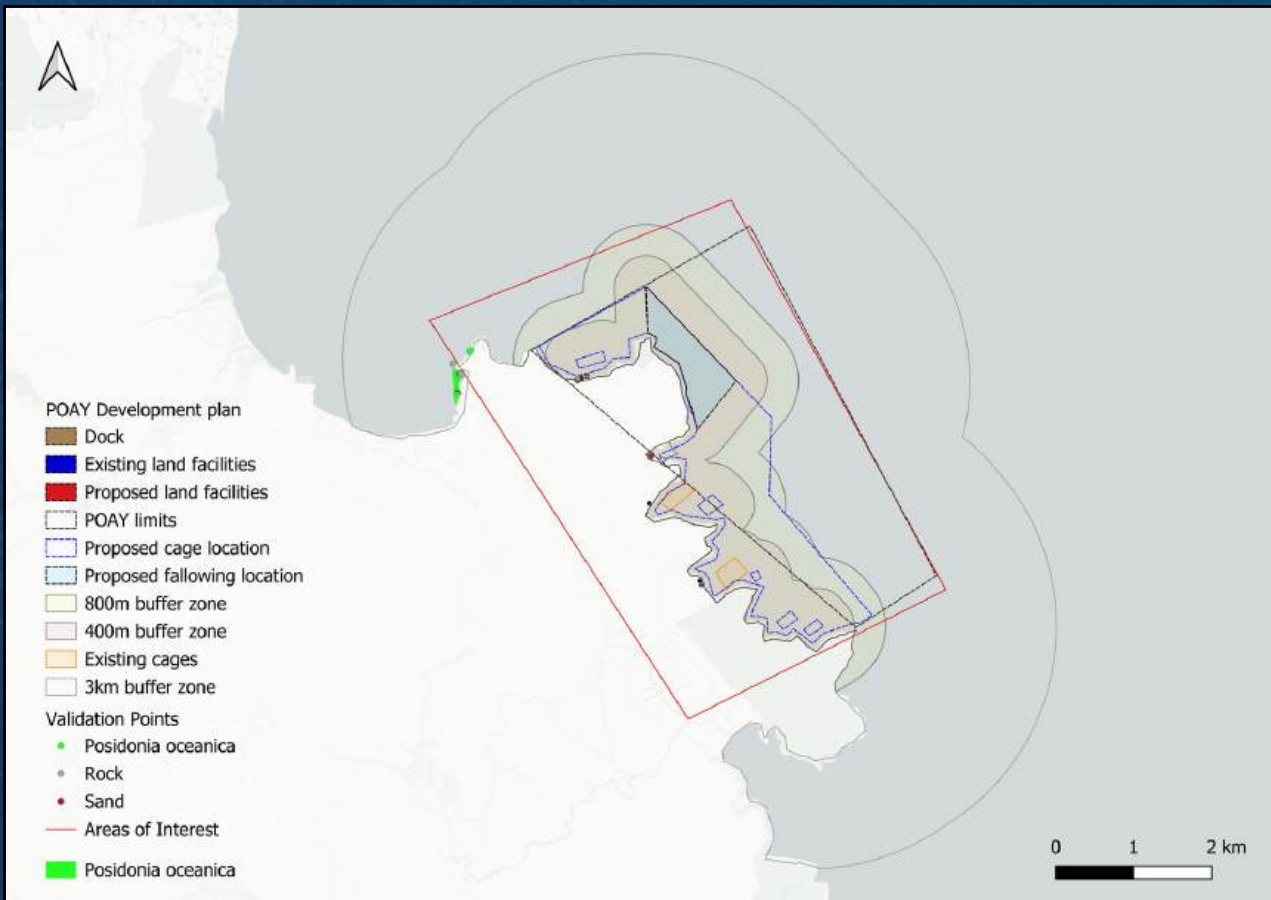 POAY Development plan
Dock
Existing land facilities
Proposed land facilities
POAY limits
Proposed cage location
Proposed fallowing location
800m buffer zone
400m buffer zone
Existing cages
3km buffer zone
Validation Points
Posidonia oceanica
Rock
Sand
Areas of Interest
Posidonia oceanica
0 1 2 km